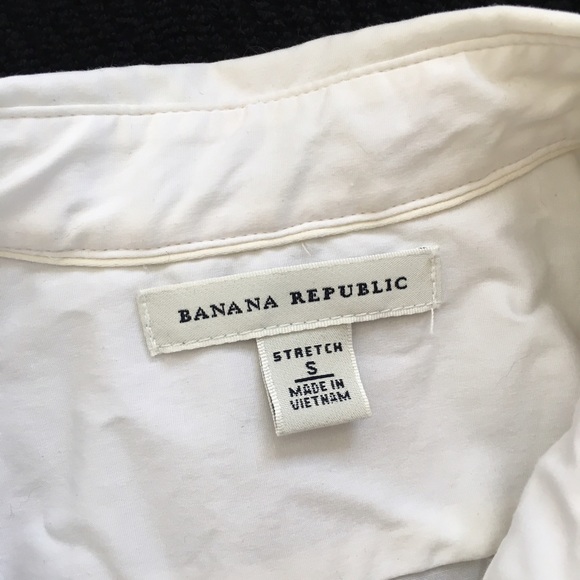 BANANA REPUBLIC
STRETCH
S
MADE IN
VIETNAM